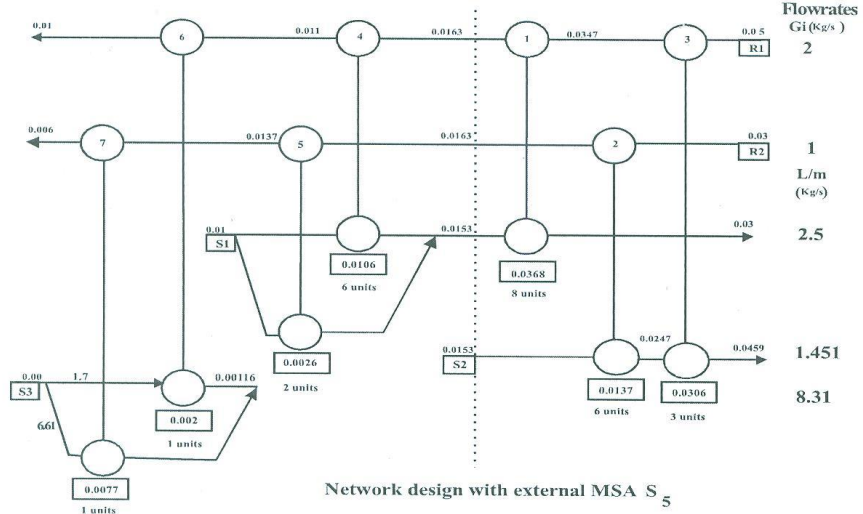 Flowrates
Gi (Kg/s )
0.01
6
0.011
4
0.0163
1
0.0347
3
0.0 5
R1
2
0.006
7
0.0137
5
0.0163
2
0.03
R2
1
L/m
(Kg/s)
0.01
S1
0.0153
0.03
2.5
0.0106
6 units
0.0368
8 units
0.0026
2 units
0.0153
S2
0.0247
0.0459
1.451
0.0137
6 units
0.0306
3 units
8.31
0.00
S3
1.7
0.00116
0.002
1 units
6.61
0.0077
1 units
Network design with external MSA S5